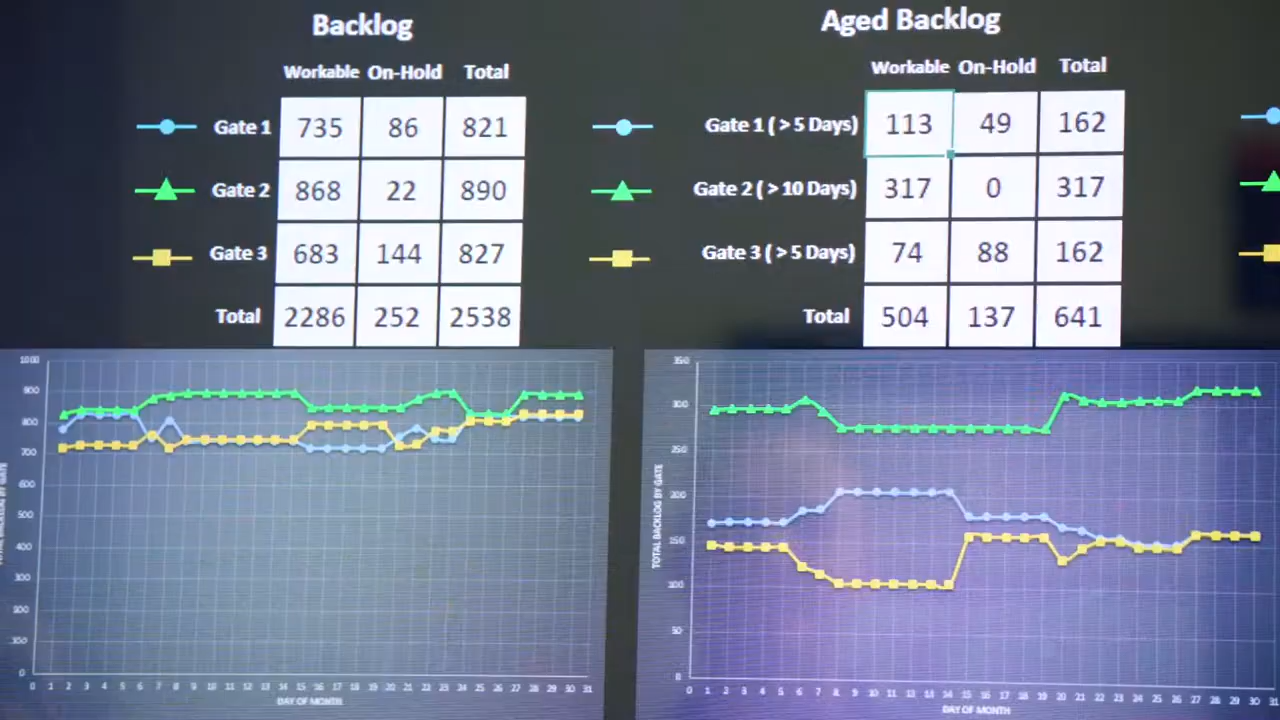 Backlog
Workable On-Hold Total
Gate 1 735 86 821
Gate 2 868 22 890
Gate 3 683 144 827
Total 2286 252 2538
Aged Backlog
Workable On-Hold Total
Gate 1 ( > 5 Days) 113 49 162
Gate 2 ( > 10 Days) 317 0 317
Gate 3 ( > 5 Days) 74 88 162
Total 504 137 641
1000
900
800
700
600
500
400
300
200
100
0
0 1 2 3 4 5 6 7 8 9 10 11 12 13 14 15 16 17 18 19 20 21 22 23 24 25 26 27 28 29 30 31
DAY OF MONTH
TOTAL BACKLOG BY GATE
350
300
250
200
150
100
50
0
0 1 2 3 4 5 6 7 8 9 10 11 12 13 14 15 16 17 18 19 20 21 22 23 24 25 26 27 28 29 30 31
DAY OF MONTH